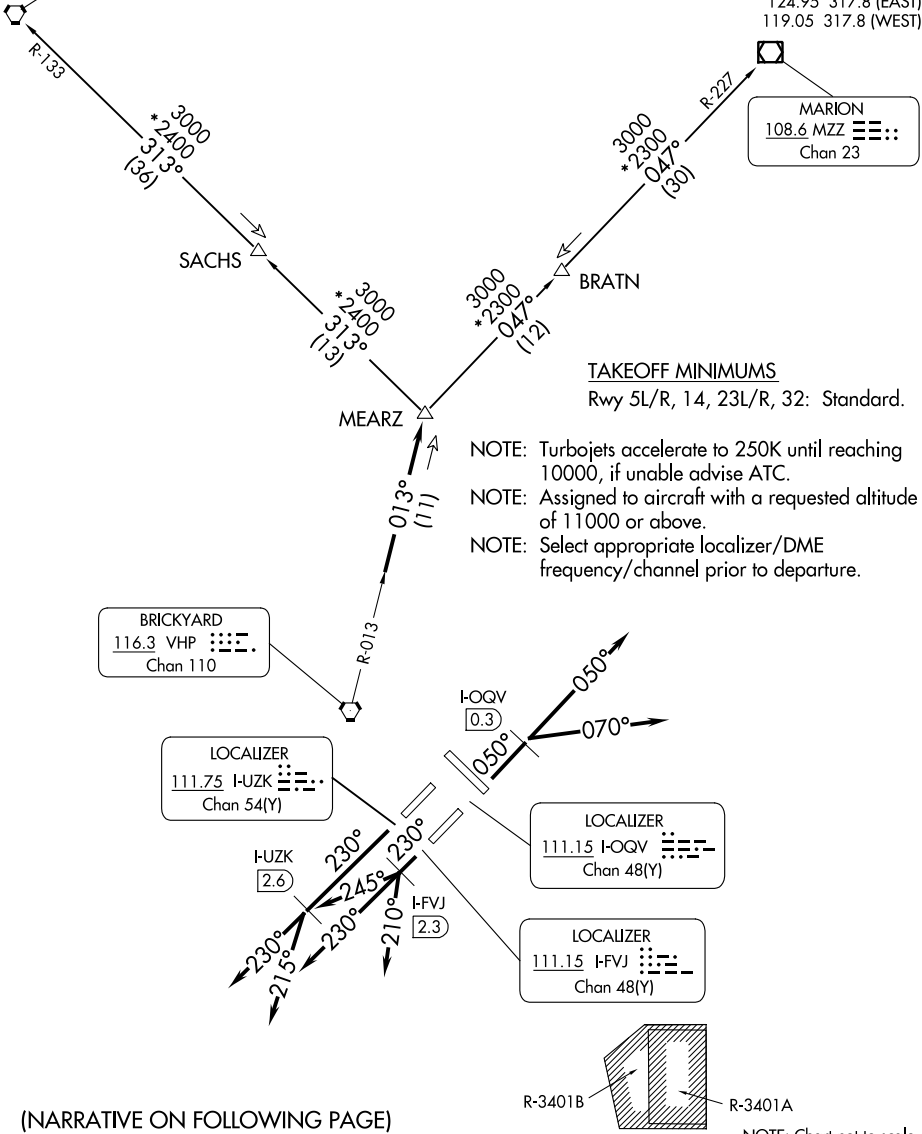 124.95 317.8 (EAST)
119.05 317.8 (WEST)
R-133
R-227
MARION
108.6 MZZ
Chan 23
3000
*2400
313°
(36)
3000
*2300
047°
(30)
SACHS
BRATN
3000
*2400
313°
(13)
3000
*2300
047°
(12)
MEARZ
TAKEOFF MINIMUMS
Rwy 5L/R, 14, 23L/R, 32: Standard.
NOTE: Turbojets accelerate to 250K until reaching
10000, if unable advise ATC.
NOTE: Assigned to aircraft with a requested altitude
of 11000 or above.
NOTE: Select appropriate localizer/DME
frequency/channel prior to departure.
013°
(11)
R-013
BRICKYARD
116.3 VHP
Chan 110
I-OQV
0.3
050°
050°
070°
LOCALIZER
111.75 I-UZK
Chan 54(Y)
LOCALIZER
111.15 I-OQV
Chan 48(Y)
I-UZK
2.6
230°
230°
245°
230°
210°
I-FVJ
2.3
230°
215°
LOCALIZER
111.15 I-FVJ
Chan 48(Y)
R-3401B
R-3401A
(NARRATIVE ON FOLLOWING PAGE)